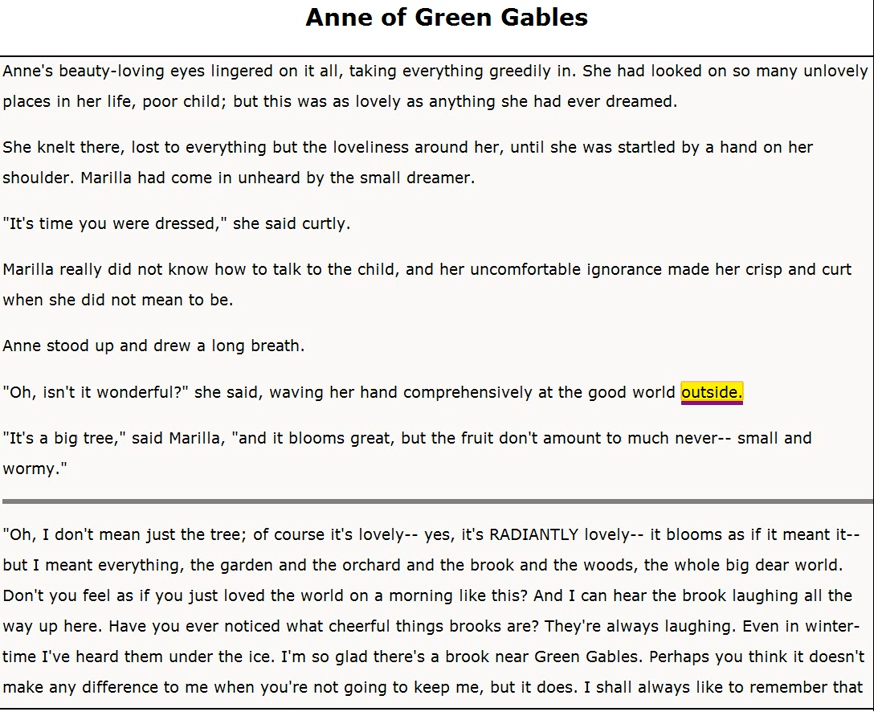 Anne of Green Gables
Anne's beauty-loving eyes lingered on it all, taking everything greedily in. She had looked on so many unlovely
places in her life, poor child; but this was as lovely as anything she had ever dreamed.
She knelt there, lost to everything but the loveliness around her, until she was startled by a hand on her
shoulder. Marilla had come in unheard by the small dreamer.
"It's time you were dressed," she said curtly.
Marilla really did not know how to talk to the child, and her uncomfortable ignorance made her crisp and curt
when she did not mean to be.
Anne stood up and drew a long breath.
"Oh, isn't it wonderful?" she said, waving her hand comprehensively at the good world outside.
"It's a big tree," said Marilla, "and it blooms great, but the fruit don't amount to much never-- small and
wormy."
"Oh, I don't mean just the tree; of course it's lovely-- yes, it's RADIANTLY lovely-- it blooms as if it meant it--
but I meant everything, the garden and the orchard and the brook and the woods, the whole big dear world.
Don't you feel as if you just loved the world on a morning like this? And I can hear the brook laughing all the
way up here. Have you ever noticed what cheerful things brooks are? They're always laughing. Even in winter-
time I've heard them under the ice. I'm so glad there's a brook near Green Gables. Perhaps you think it doesn't
make any difference to me when you're not going to keep me, but it does. I shall always like to remember that